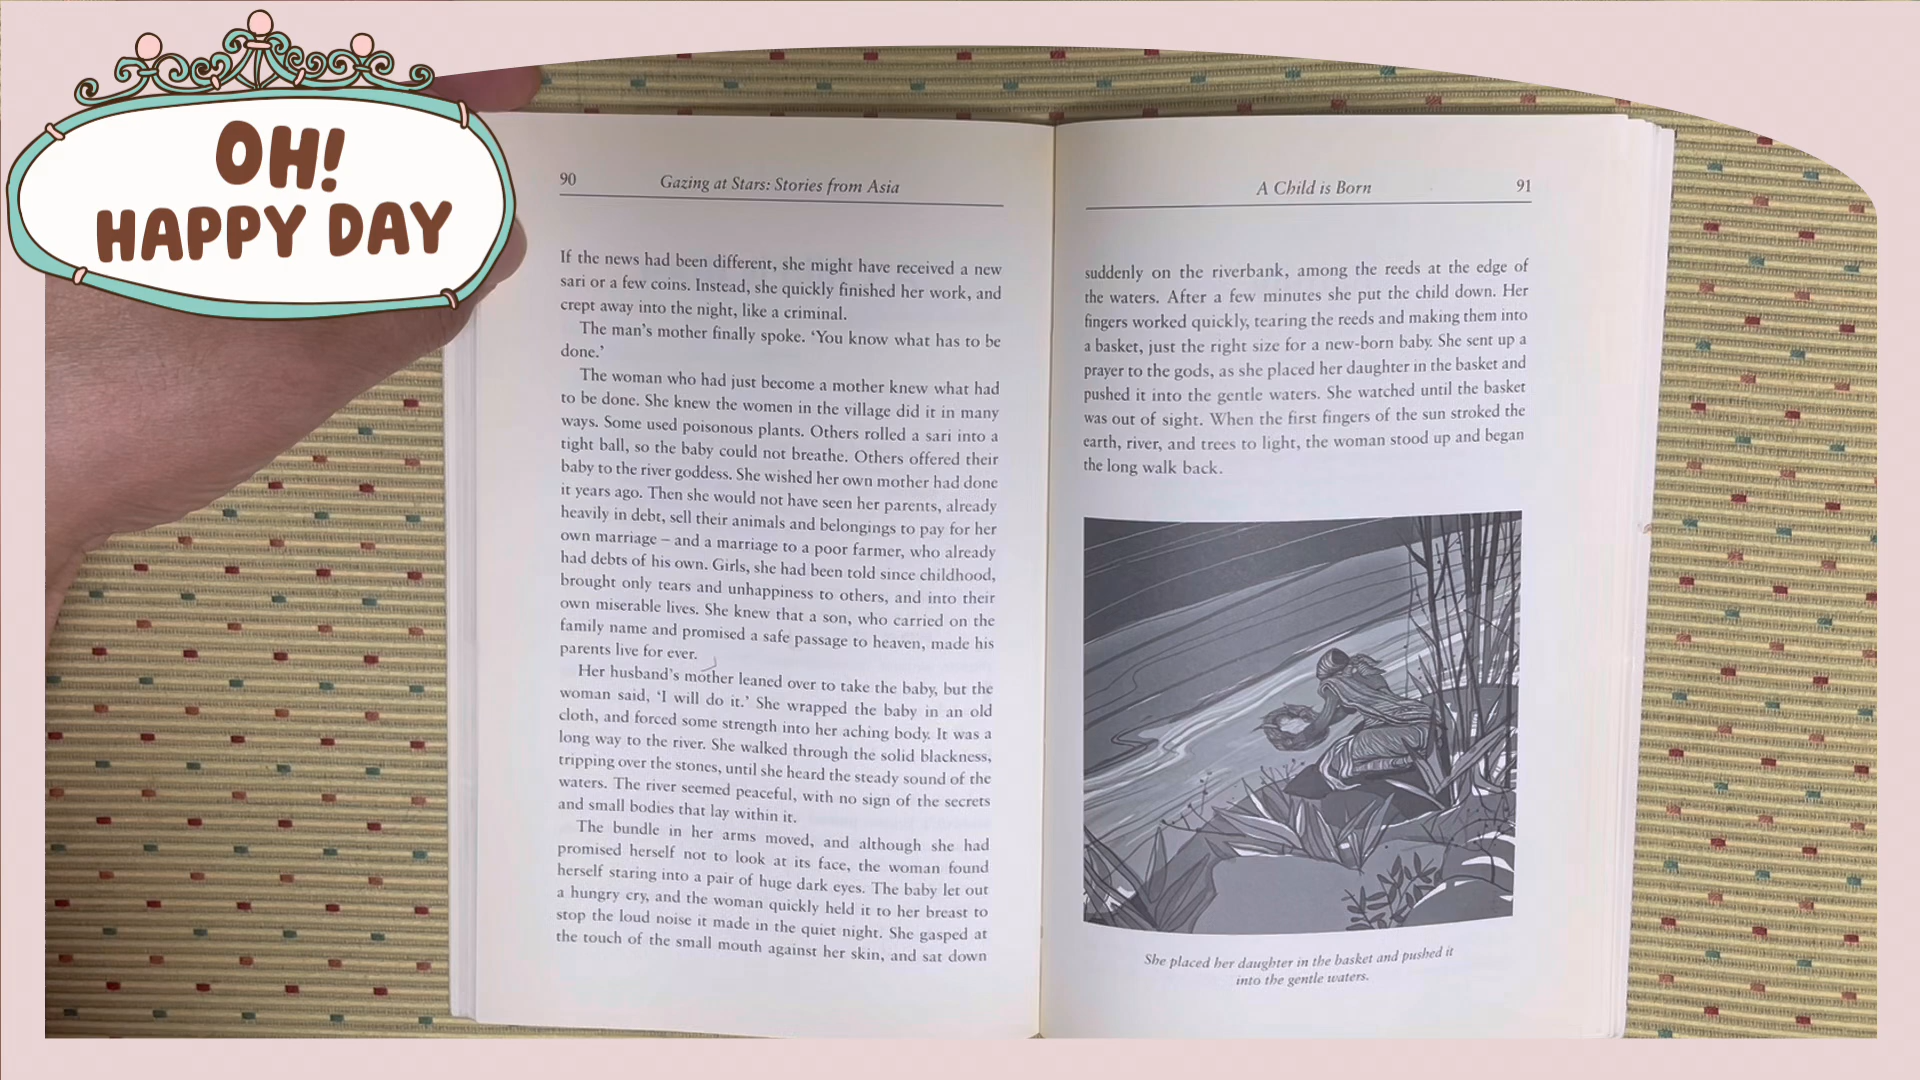 OH!
HAPPY DAY
90
Gazing at Stars: Stories from Asia
If the news had been different, she might have received a new
sari or a few coins. Instead, she quickly finished her work, and
crept away into the night, like a criminal.
The man's mother finally spoke. ‘You know what has to be
done.’
The woman who had just become a mother knew what had
to be done. She knew the women in the village did it in many
ways. Some used poisonous plants. Others rolled a sari into a
tight ball, so the baby could not breathe. Others offered their
baby to the river goddess. She wished her own mother had done
it years ago. Then she would not have seen her parents, already
heavily in debt, sell their animals and belongings to pay for her
own marriage – and a marriage to a poor farmer, who already
had debts of his own. Girls, she had been told since childhood,
brought only tears and unhappiness to others, and into their
own miserable lives. She knew that a son, who carried on the
family name and promised a safe passage to heaven, made his
parents live for ever.
Her husband's mother leaned over to take the baby, but the
woman said, ‘I will do it.’ She wrapped the baby in an old
cloth, and forced some strength into her aching body. It was a
long way to the river. She walked through the solid blackness,
tripping over the stones, until she heard the steady sound of the
waters. The river seemed peaceful, with no sign of the secrets
and small bodies that lay within it.
The bundle in her arms moved, and although she had
promised herself not to look at its face, the woman found
herself staring into a pair of huge dark eyes. The baby let out
a hungry cry, and the woman quickly held it to her breast to
stop the loud noise it made in the quiet night. She gasped at
the touch of the small mouth against her skin, and sat down
A Child is Born
91
suddenly on the riverbank, among the reeds at the edge of
the waters. After a few minutes she put the child down. Her
fingers worked quickly, tearing the reeds and making them into
a basket, just the right size for a new-born baby. She sent up a
prayer to the gods, as she placed her daughter in the basket and
pushed it into the gentle waters. She watched until the basket
was out of sight. When the first fingers of the sun stroked the
earth, river, and trees to light, the woman stood up and began
the long walk back.
She placed her daughter in the basket and pushed it
into the gentle waters.